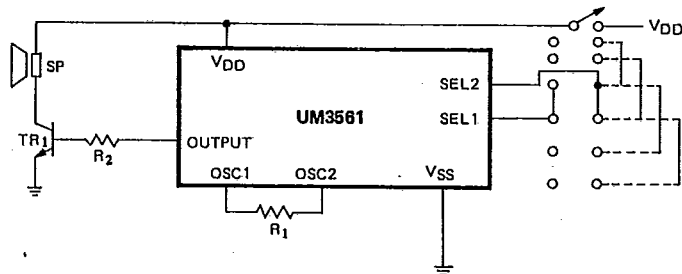 VDD
SP
VDD
SEL2
UM3561
SEL1
TR1
OUTPUT
R2
OSC1
OSC2
VSS
R1